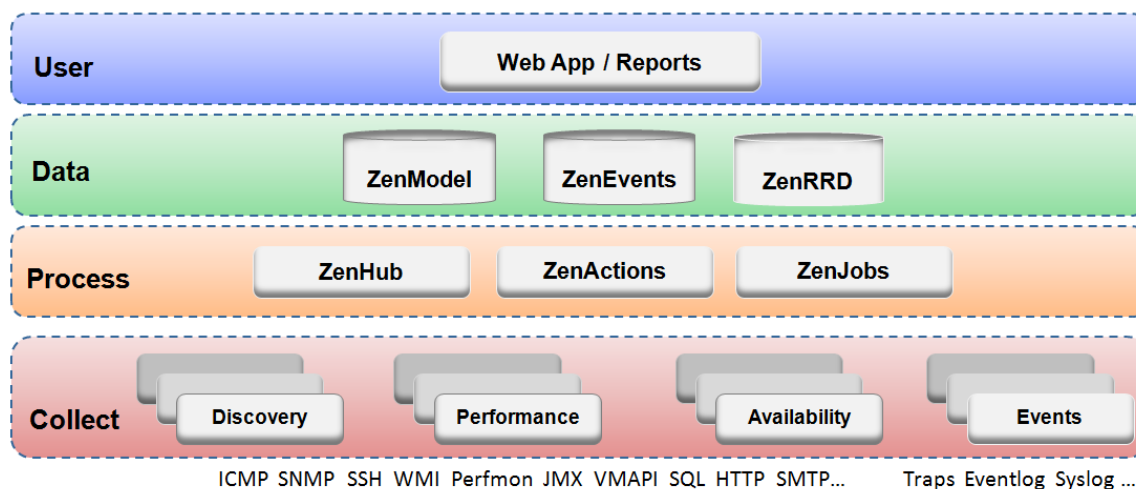 User
Web App / Reports
Data
ZenModel
ZenEvents
ZenRRD
Process
ZenHub
ZenActions
ZenJobs
Collect
Discovery
Performance
Availability
Events
ICMP SNMP SSH WMI Perfmon JMX VMAPI SQL HTTP SMTP...
Traps Eventlog Syslog ...